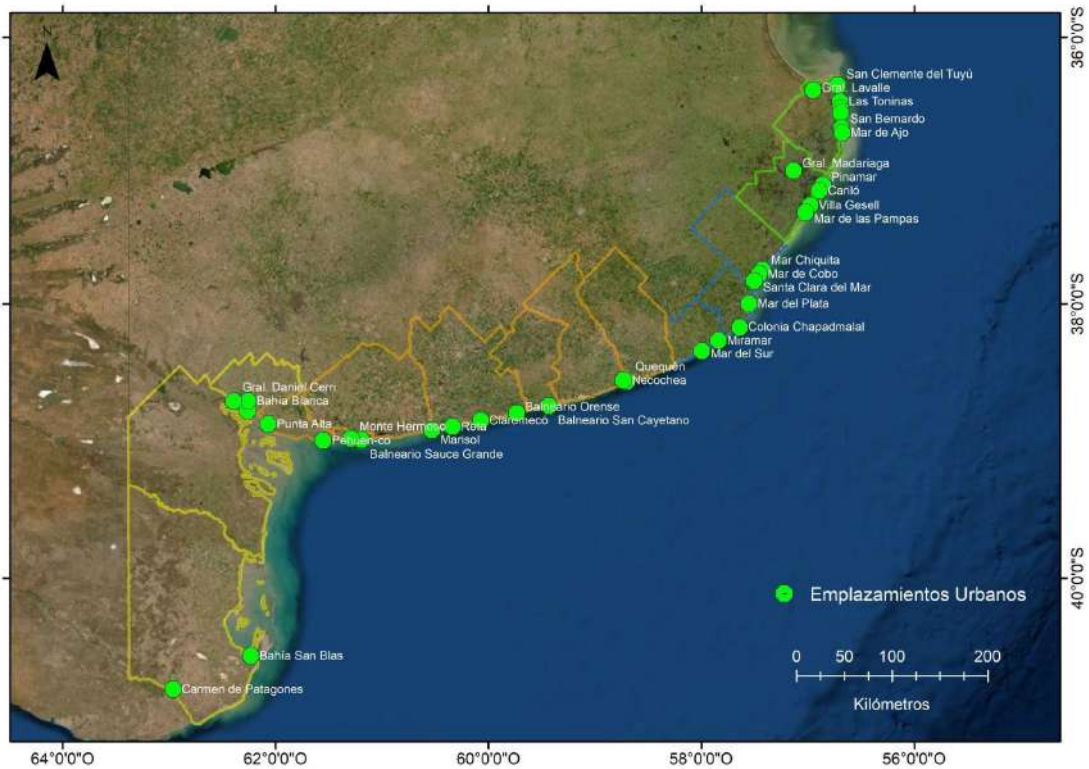 N
36°0'0"S
San Clemente del Tuyú
Gral. Lavalle
Las Toninas
San Bernardo
Mar de Ajo
Gral. Madariaga
Pinamar
Cariló
Villa Gesell
Mar de las Pampas
Mar Chiquita
Mar de Cobo
Santa Clara del Mar
38°0'0"S
Mar del Plata
Colonia Chapadmalal
Miramar
Mar del Sur
Quequén
Necochea
Gral. Daniel Cerri
Bahía Blanca
Balneario Orense
Claromecó
Balneario San Cayetano
Punta Alta
Monte Hermoso
Reta
Pehuen-co
Marisol
Balneario Sauce Grande
40°0'0"S
Emplazamientos Urbanos
Bahía San Blas
0 50 100 200
Carmen de Patagones
Kilómetros
64°0'0"O 62°0'0"O 60°0'0"O 58°0'0"O 56°0'0"O